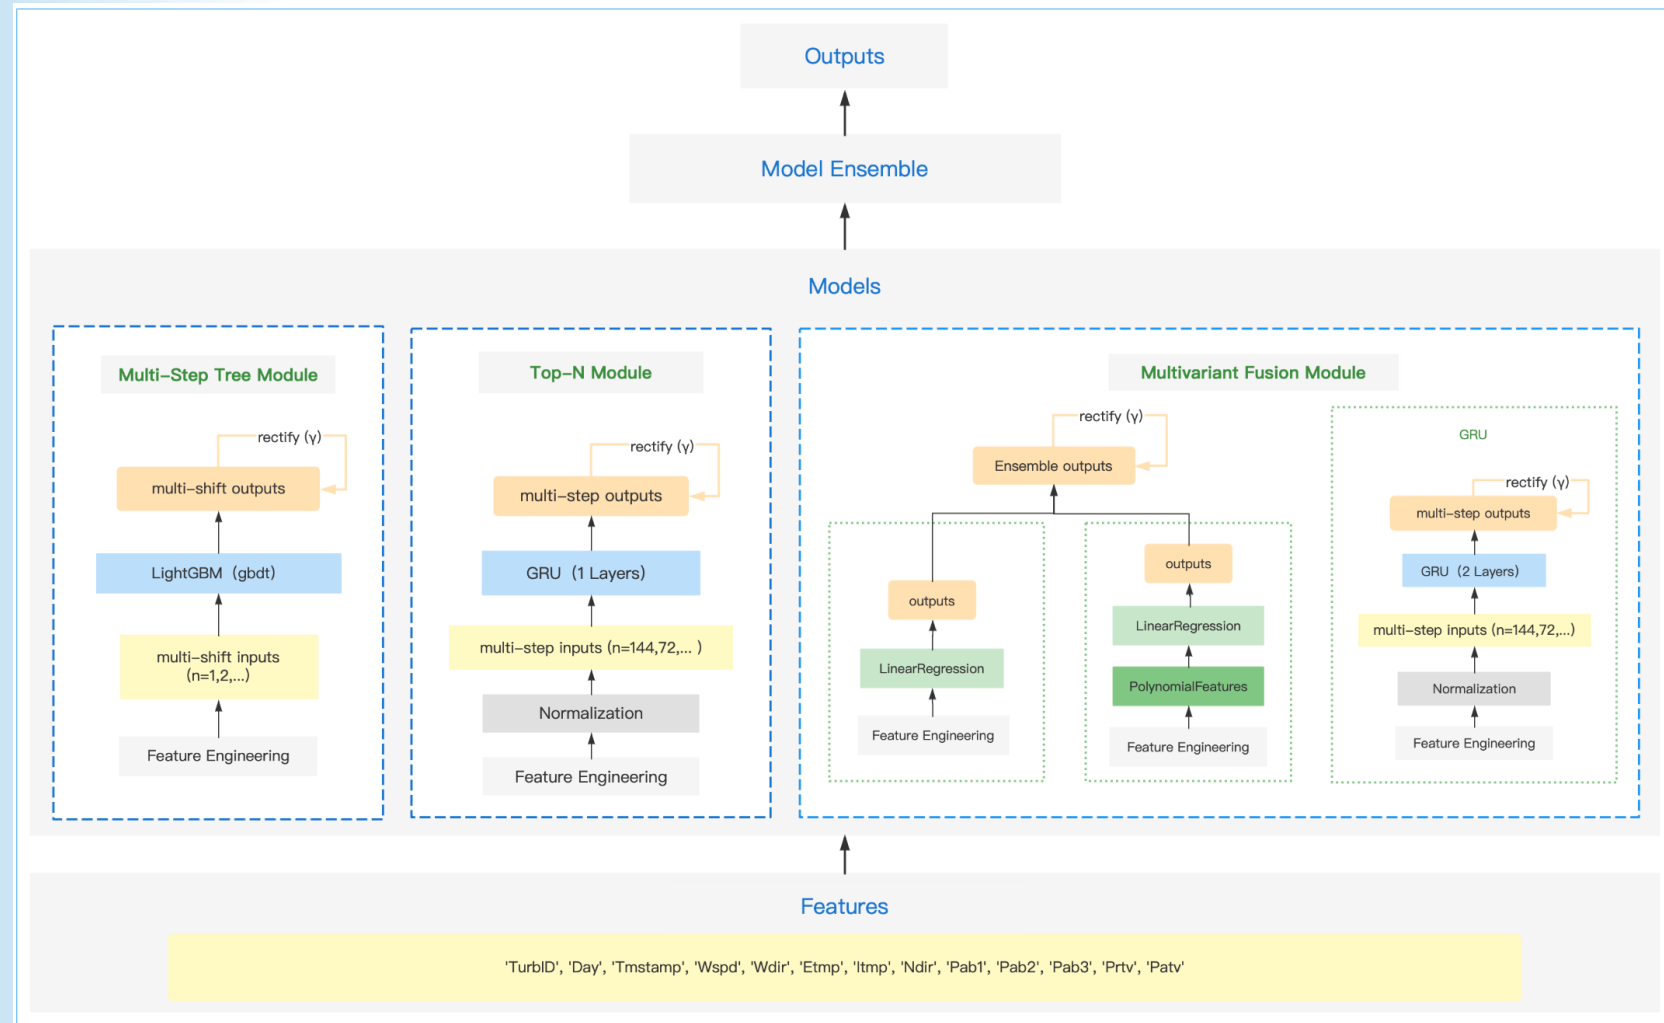 Outputs
Model Ensemble
Models
Multi-Step Tree Module
rectify (γ)
multi-shift outputs
LightGBM (gbdt)
multi-shift inputs
(n=1,2,...)
Feature Engineering
Top-N Module
rectify (γ)
multi-step outputs
GRU (1 Layers)
multi-step inputs (n=144,72,... )
Normalization
Feature Engineering
Multivariant Fusion Module
rectify (γ)
Ensemble outputs
outputs
LinearRegression
Feature Engineering
outputs
LinearRegression
PolynomialFeatures
Feature Engineering
GRU
rectify (γ)
multi-step outputs
GRU (2 Layers)
multi-step inputs (n=144,72,...)
Normalization
Feature Engineering
Features
'TurbID', 'Day', 'Tmstamp', 'Wspd', 'Wdir', 'Etmp', 'Itmp', 'Ndir', 'Pab1', 'Pab2', 'Pab3', 'Prtv', 'Patv'